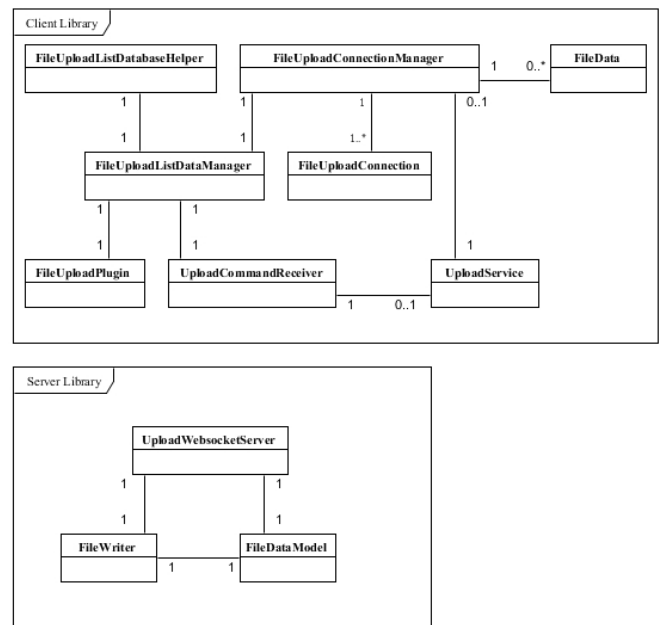 Client Library
FileUploadListDatabaseHelper
FileUploadConnectionManager
1
0..*
FileData
1
1
1
0..1
1
1
1..*
FileUploadListDataManager
FileUploadConnection
1
1
1
1
1
FileUploadPlugin
UploadCommandReceiver
UploadService
1
0..1
Server Library
UploadWebsocketServer
1
1
1
1
FileWriter
FileDataModel
1
1